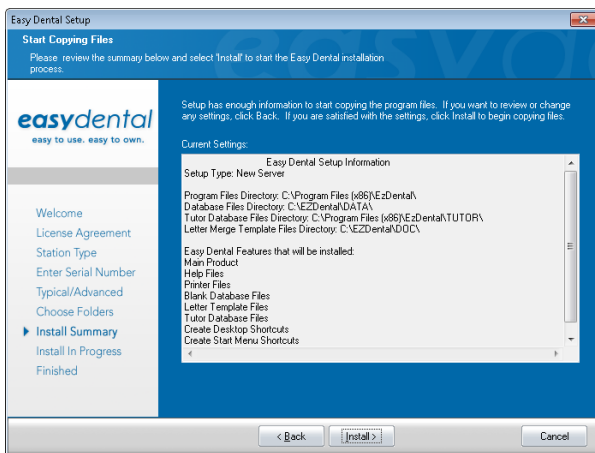 Easy Dental Setup
Start Copying Files
Please review the summary below and select 'Install' to start the Easy Dental installation
process.
easydental
easy to use. easy to own.
Welcome
License Agreement
Station Type
Enter Serial Number
Typical/Advanced
Choose Folders
Install Summary
Install In Progress
Finished
Setup has enough information to start copying the program files. If you want to review or change
any settings, click Back. If you are satisfied with the settings, click Install to begin copying files.
Current Settings:
Easy Dental Setup Information
Setup Type: New Server
Program Files Directory: C:\Program Files (x86)\EzDental\
Database Files Directory: C:\EZDental\DATA\
Tutor Database Files Directory: C:\Program Files (x86)\EzDental\TUTOR\
Letter Merge Template Files Directory: C:\EZDental\DOC\
Easy Dental Features that will be installed:
Main Product
Help Files
Printer Files
Blank Database Files
Letter Template Files
Tutor Database Files
Create Desktop Shortcuts
Create Start Menu Shortcuts
< Back
Install >
Cancel